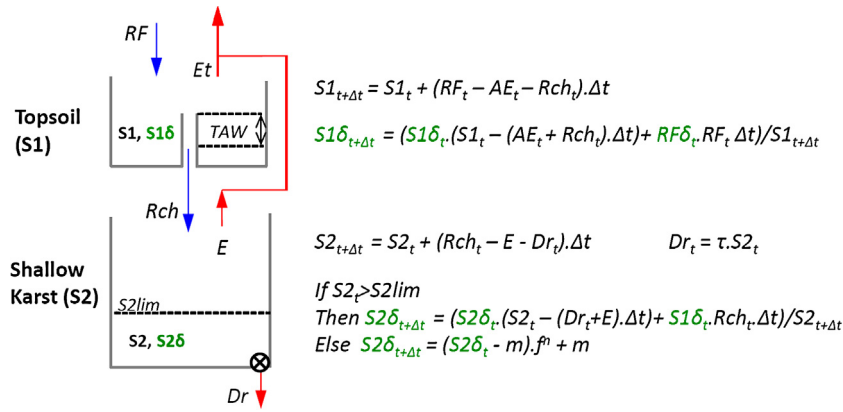 RF
Et
Topsoil
(S1)
S1, S1δ
TAW
S1ₜ₊Δₜ = S1ₜ + (RFₜ – AEₜ – Rchₜ).Δt
S1δₜ₊Δₜ = (S1δₜ.(S1ₜ – (AEₜ + Rchₜ).Δt)+ RFδₜ.RFₜ Δt)/S1ₜ₊Δₜ
Rch
E
Shallow
Karst (S2)
S2lim
S2, S2δ
Dr
S2ₜ₊Δₜ = S2ₜ + (Rchₜ – E - Drₜ).Δt Drₜ = τ.S2ₜ
If S2ₜ>S2lim
Then S2δₜ₊Δₜ = (S2δₜ.(S2ₜ – (Drₜ+E).Δt)+ S1δₜ.Rchₜ.Δt)/S2ₜ₊Δₜ
Else S2δₜ₊Δₜ = (S2δₜ - m).fⁿ + m